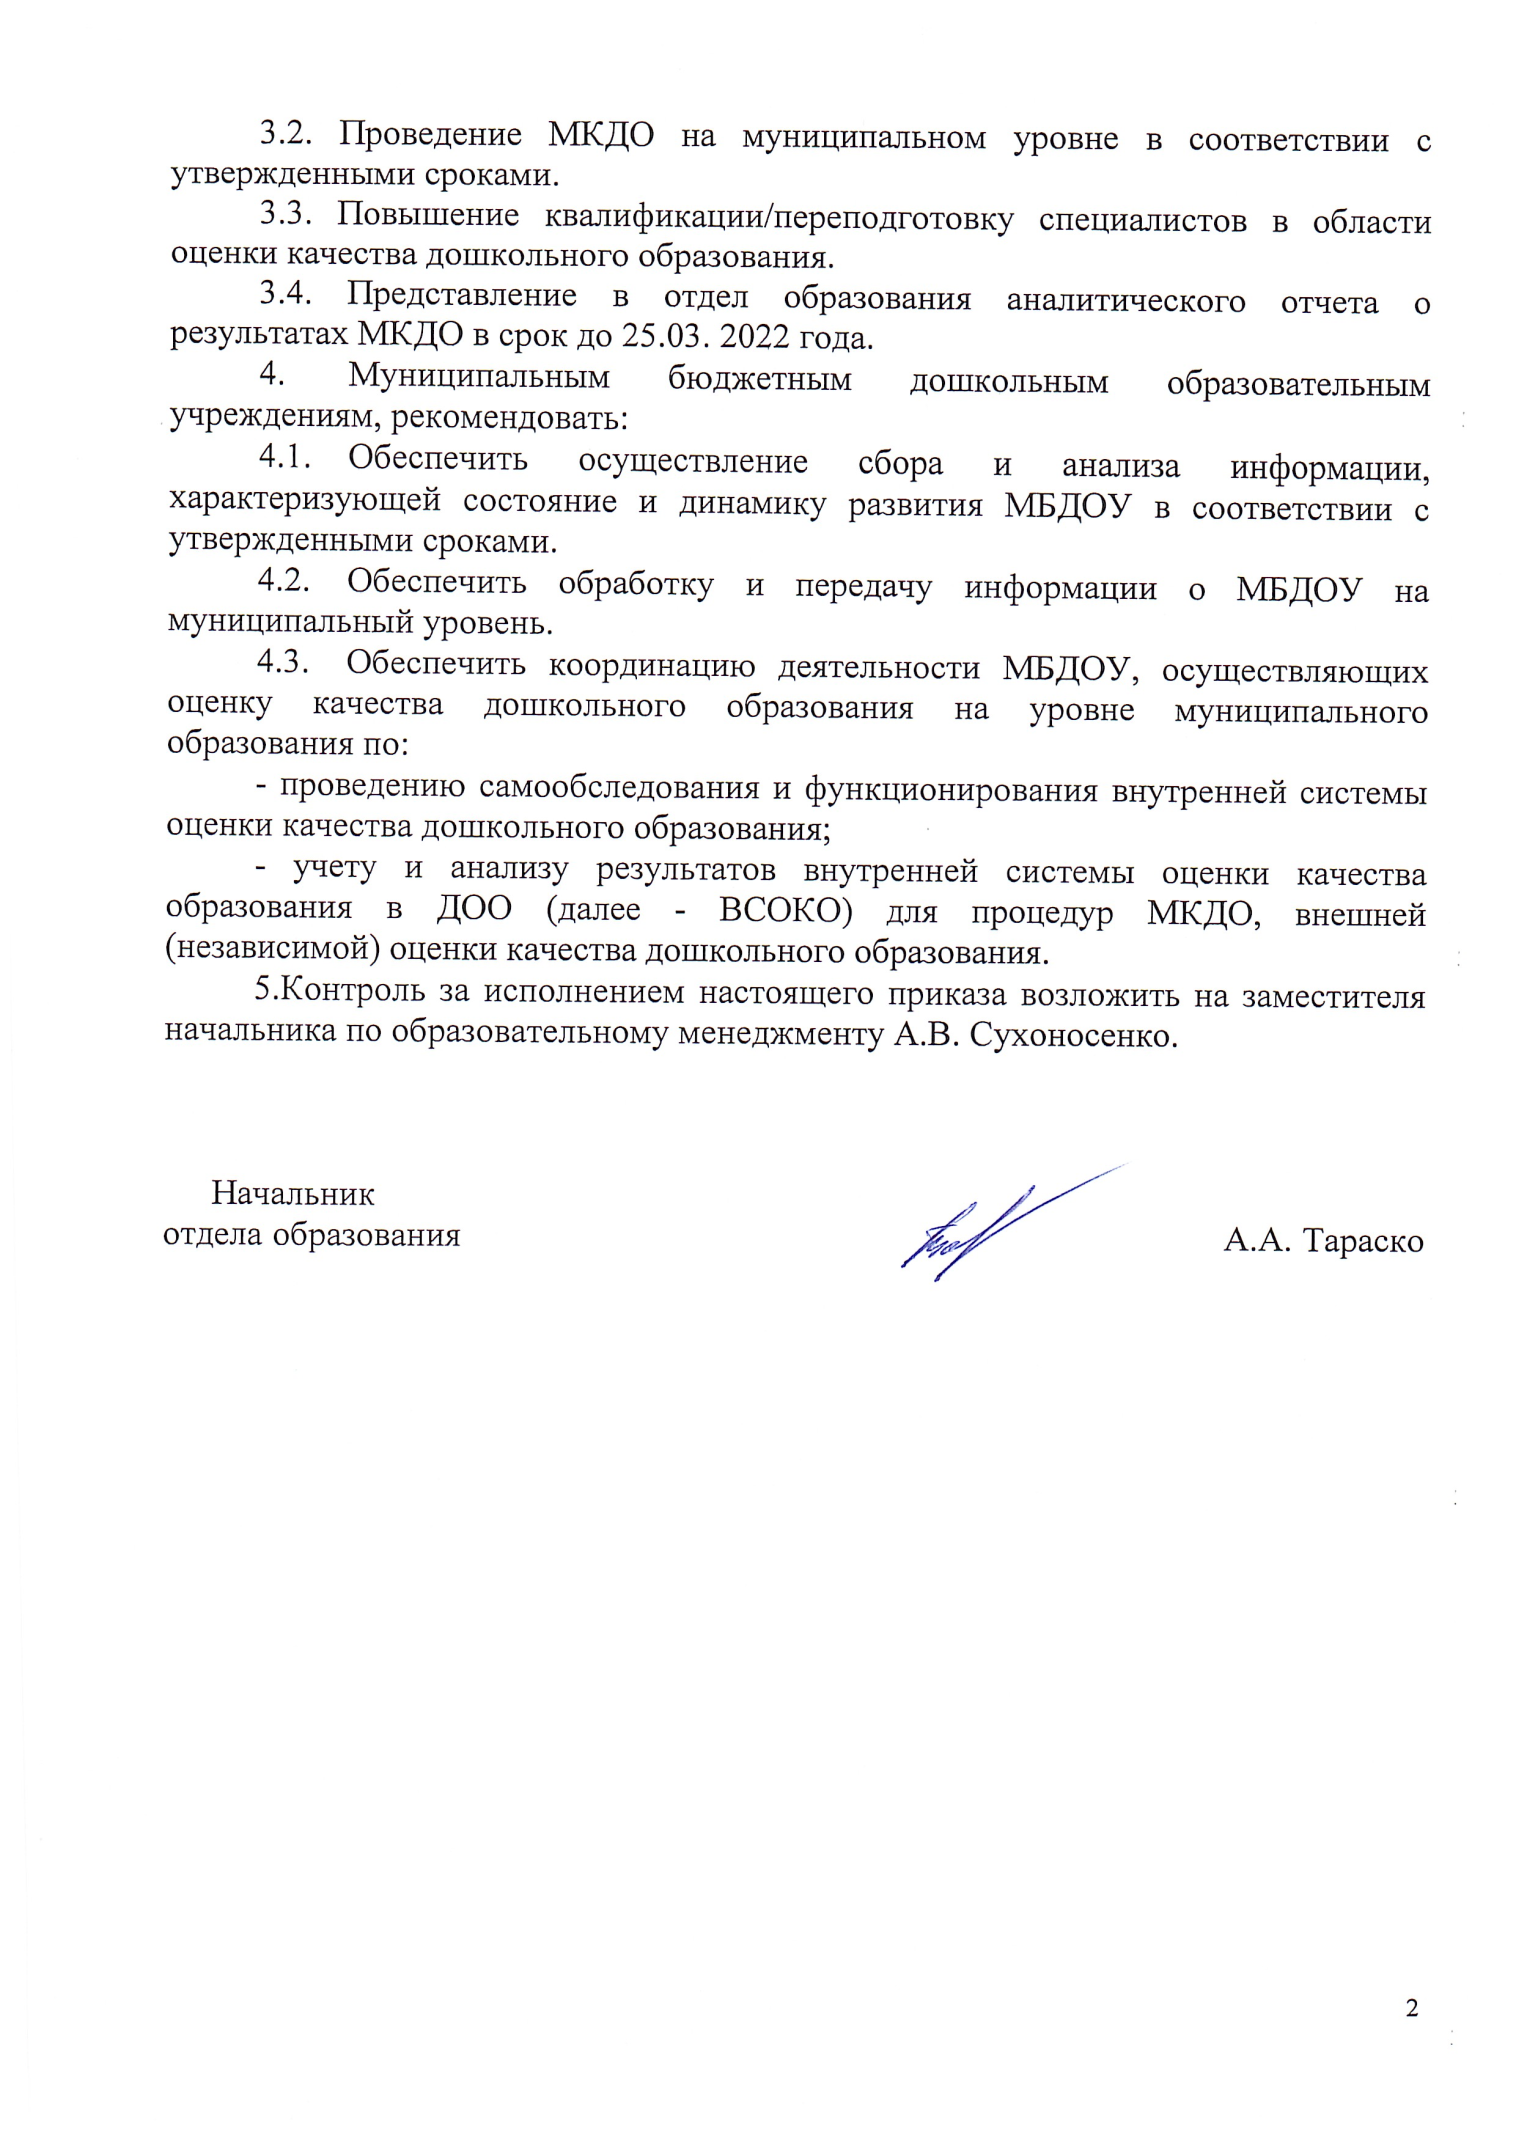 3.2. Проведение МКДО на муниципальном уровне в соответствии с
утвержденными сроками.
3.3. Повышение квалификации/переподготовку специалистов в области
оценки качества дошкольного образования.
3.4. Представление в отдел образования аналитического отчета о
результатах МКДО в срок до 25.03. 2022 года.
4. Муниципальным бюджетным дошкольным образовательным
учреждениям, рекомендовать:
4.1. Обеспечить осуществление сбора и анализа информации,
характеризующей состояние и динамику развития МБДОУ в соответствии с
утвержденными сроками.
4.2. Обеспечить обработку и передачу информации о МБДОУ на
муниципальный уровень.
4.3. Обеспечить координацию деятельности МБДОУ, осуществляющих
оценку качества дошкольного образования на уровне муниципального
образования по:
- проведению самообследования и функционирования внутренней системы
оценки качества дошкольного образования;
- учету и анализу результатов внутренней системы оценки качества
образования в ДОО (далее - ВСОКО) для процедур МКДО, внешней
(независимой) оценки качества дошкольного образования.
5.Контроль за исполнением настоящего приказа возложить на заместителя
начальника по образовательному менеджменту А.В. Сухоносенко.
Начальник
отдела образования А.А. Тараско
2